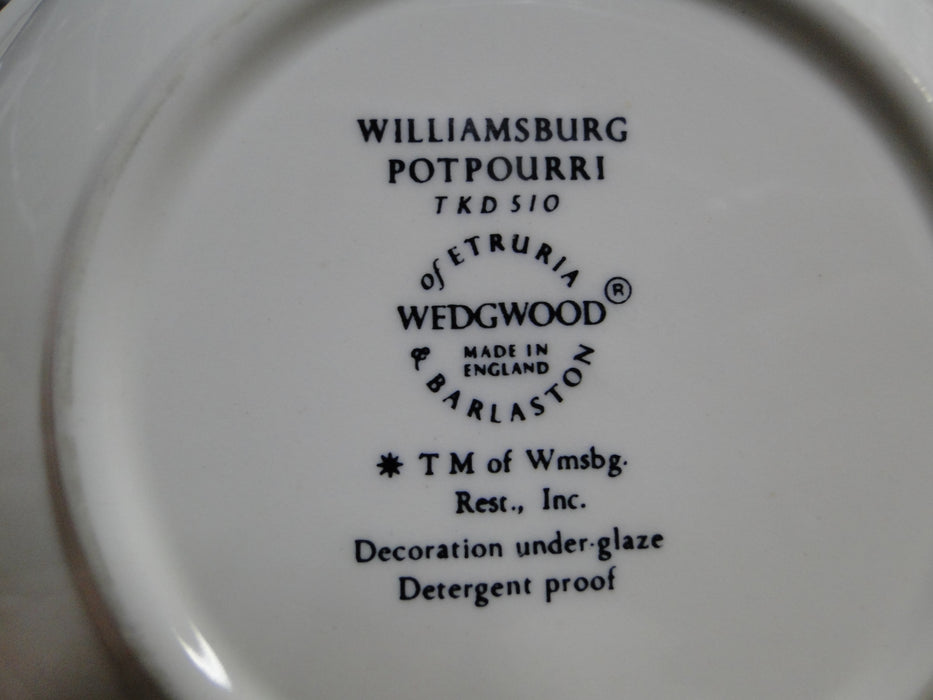 WILLIAMSBURG
POTPOURRI
TKD 510
of ETRURIA
WEDGWOOD ®
MADE IN
ENGLAND
& BARLASTON
✷ TM of Wmsbg.
Rest., Inc.
Decoration under-glaze
Detergent proof